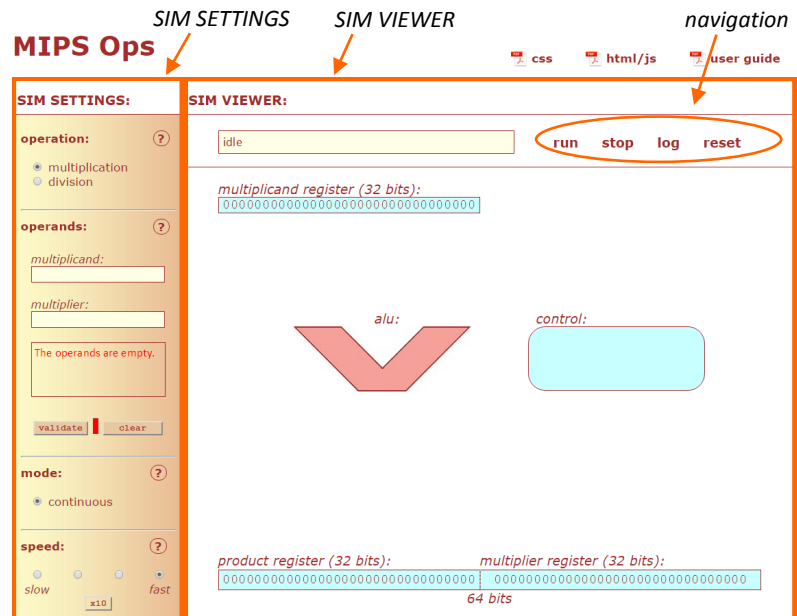 SIM SETTINGS SIM VIEWER navigation
MIPS Ops
css html/js user guide
SIM SETTINGS: SIM VIEWER:
operation: ?
idle
run stop log reset
multiplication
division
multiplicand register (32 bits):
00000000000000000000000000000000
operands: ?
multiplicand:
multiplier:
alu: control:
The operands are empty.
validate clear
mode: ?
continuous
speed: ?
slow fast
x10
product register (32 bits): multiplier register (32 bits):
00000000000000000000000000000000 00000000000000000000000000000000
64 bits